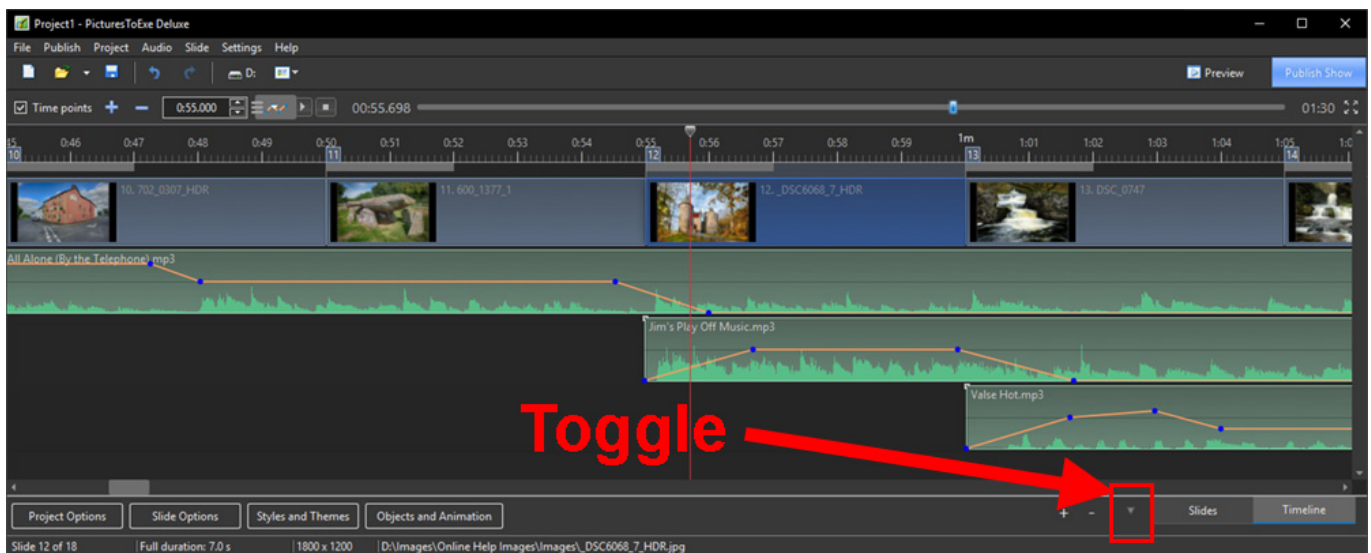 Project1 - PicturesToExe Deluxe
File Publish Project Audio Slide Settings Help
D: Preview Publish Show
Time points 0:55.000 00:55.698 01:30
45 0:46 0:47 0:48 0:49 0:50 0:51 0:52 0:53 0:54 0:55 0:56 0:57 0:58 0:59 1m 1:01 1:02 1:03 1:04 1:05 1:0
10 11 12 13 14
10. 702_0307_HDR 11. 600_1377_1 12. _DSC6068_7_HDR 13. DSC_0747
All Alone (By the Telephone).mp3
Jim's Play Off Music.mp3
Valse Hot.mp3
Toggle
Project Options Slide Options Styles and Themes Objects and Animation + - Slides Timeline
Slide 12 of 18 Full duration: 7.0 s 1800 x 1200 D:\Images\Online Help Images\Images\_DSC6068_7_HDR.jpg